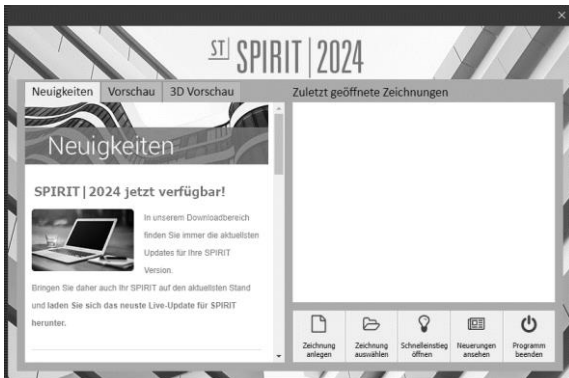 ST SPIRIT | 2024
Neuigkeiten Vorschau 3D Vorschau
Zuletzt geöffnete Zeichnungen
Neuigkeiten
SPIRIT | 2024 jetzt verfügbar!
In unserem Downloadbereich
finden Sie immer die aktuellsten
Updates für Ihre SPIRIT
Version.
Bringen Sie daher auch Ihr SPIRIT auf den aktuellsten Stand
und laden Sie sich das neuste Live-Update für SPIRIT
herunter.
Zeichnung
anlegen
Zeichnung
auswählen
Schnelleinstieg
öffnen
Neuerungen
ansehen
Programm
beenden